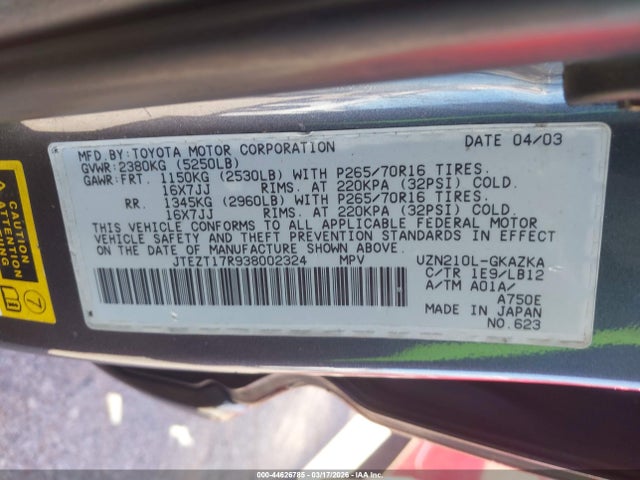 MFD.BY:TOYOTA MOTOR CORPORATION DATE 04/03
GVWR:2380KG (5250LB)
GAWR:FRT. 1150KG (2530LB) WITH P265/70R16 TIRES.
16X7JJ RIMS. AT 220KPA (32PSI) COLD.
RR. 1345KG (2960LB) WITH P265/70R16 TIRES.
16X7JJ RIMS. AT 220KPA (32PSI) COLD.
THIS VEHICLE CONFORMS TO ALL APPLICABLE FEDERAL MOTOR
VEHICLE SAFETY AND THEFT PREVENTION STANDARDS IN EFFECT
ON THE DATE OF MANUFACTURE SHOWN ABOVE.
JTEZT17R938002324 MPV UZN210L-GKAZKA
C/TR 1E9/LB12
A/TM A01A/
A750E
MADE IN JAPAN
NO.623
CAUTION
ATTENTION
7
000-44626785 - 03/17/2026 - IAAI.COM